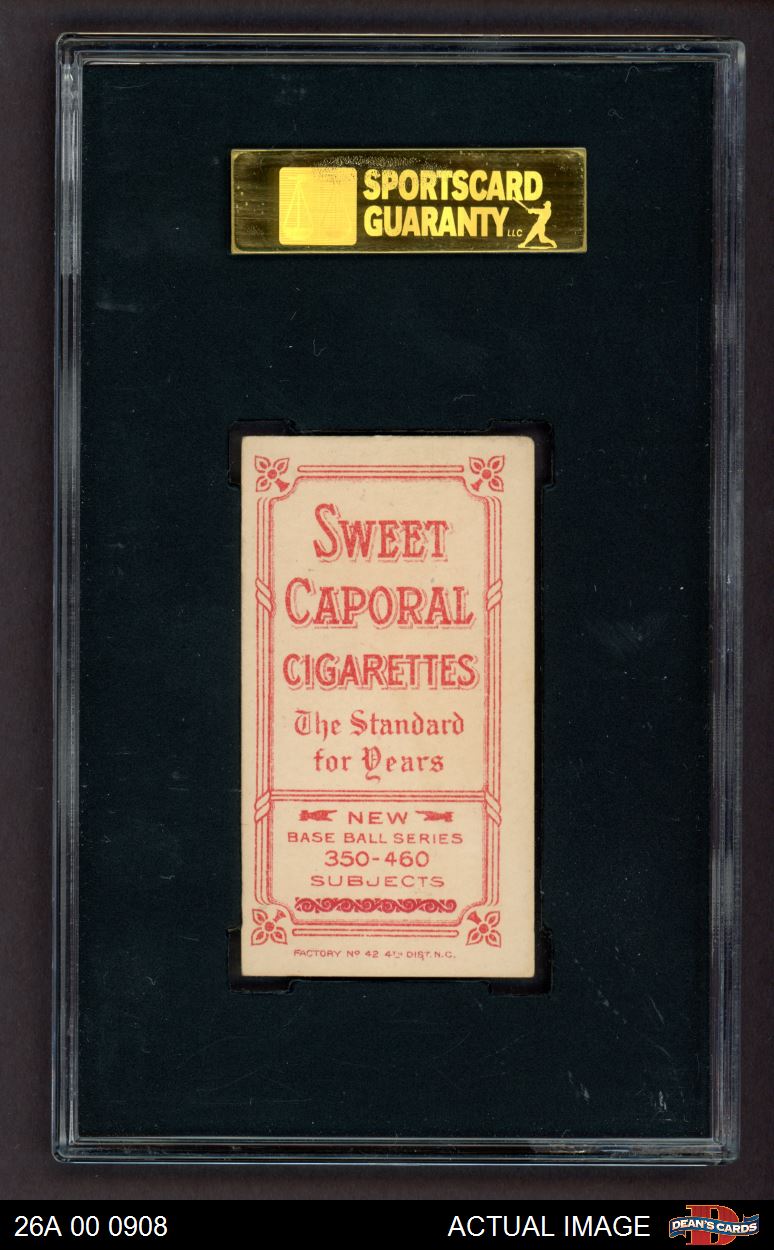 SPORTSCARD
GUARANTY LLC
SWEET
CAPORAL
CIGARETTES
The Standard
for Years
NEW
BASE BALL SERIES
350-460
SUBJECTS
FACTORY Nº 42 4TH DIST. N.C.
26A 00 0908
ACTUAL IMAGE
DEAN'S CARDS